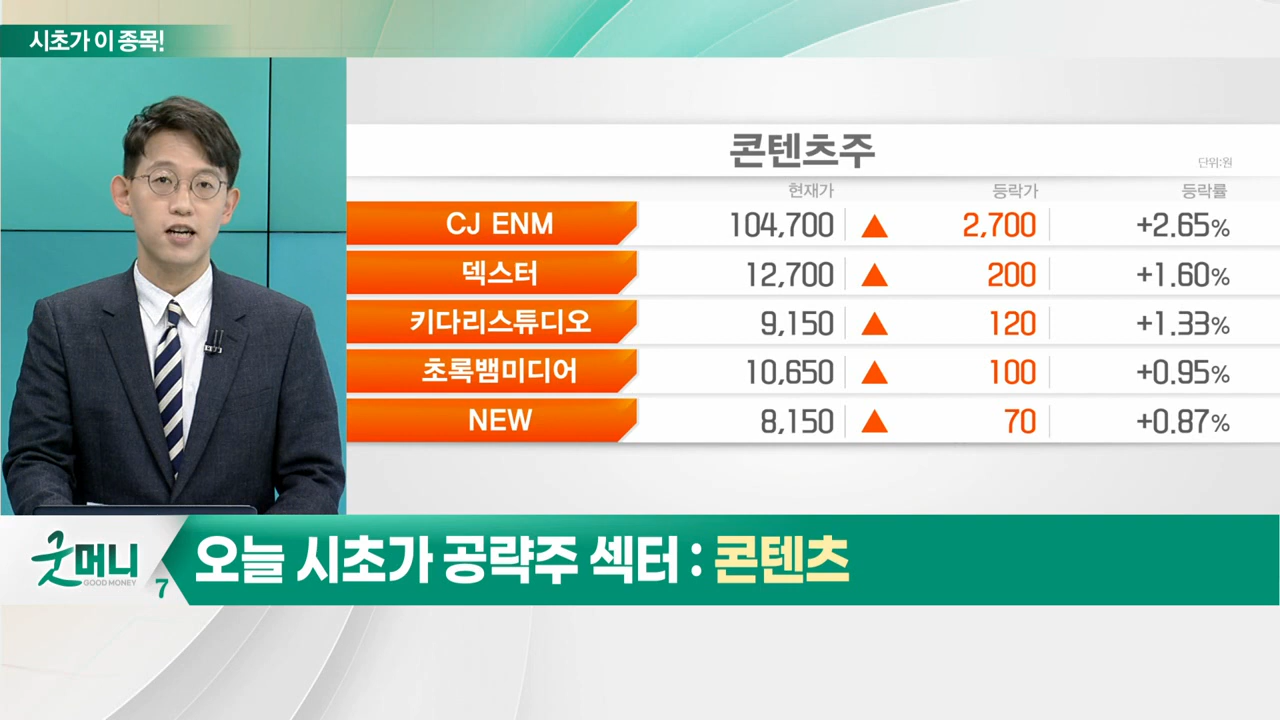 시초가 이 종목!
콘텐츠주
단위:원
현재가 등락가 등락률
CJ ENM 104,700 ▲ 2,700 +2.65%
덱스터 12,700 ▲ 200 +1.60%
키다리스튜디오 9,150 ▲ 120 +1.33%
초록뱀미디어 10,650 ▲ 100 +0.95%
NEW 8,150 ▲ 70 +0.87%
굿머니
GOOD MONEY
7
오늘 시초가 공략주 섹터 : 콘텐츠